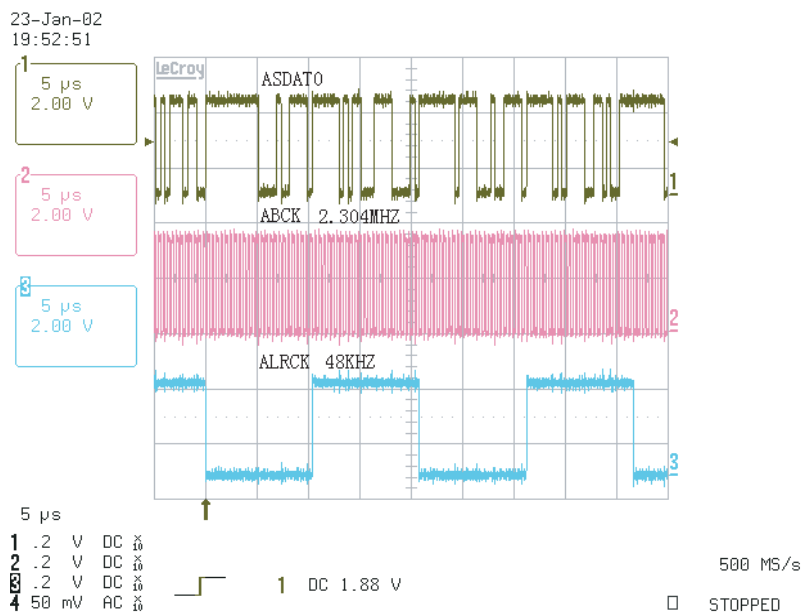 23-Jan-02
19:52:51
1
5 µs
2.00 V
2
5 µs
2.00 V
3
5 µs
2.00 V
LeCroy
ASDAT0
1
ABCK 2.304MHZ
2
ALRCK 48KHZ
3
5 µs
1 .2 V DC X10
2 .2 V DC X10
3 .2 V DC X10
4 50 mV AC X10
1 DC 1.88 V
500 MS/s
STOPPED